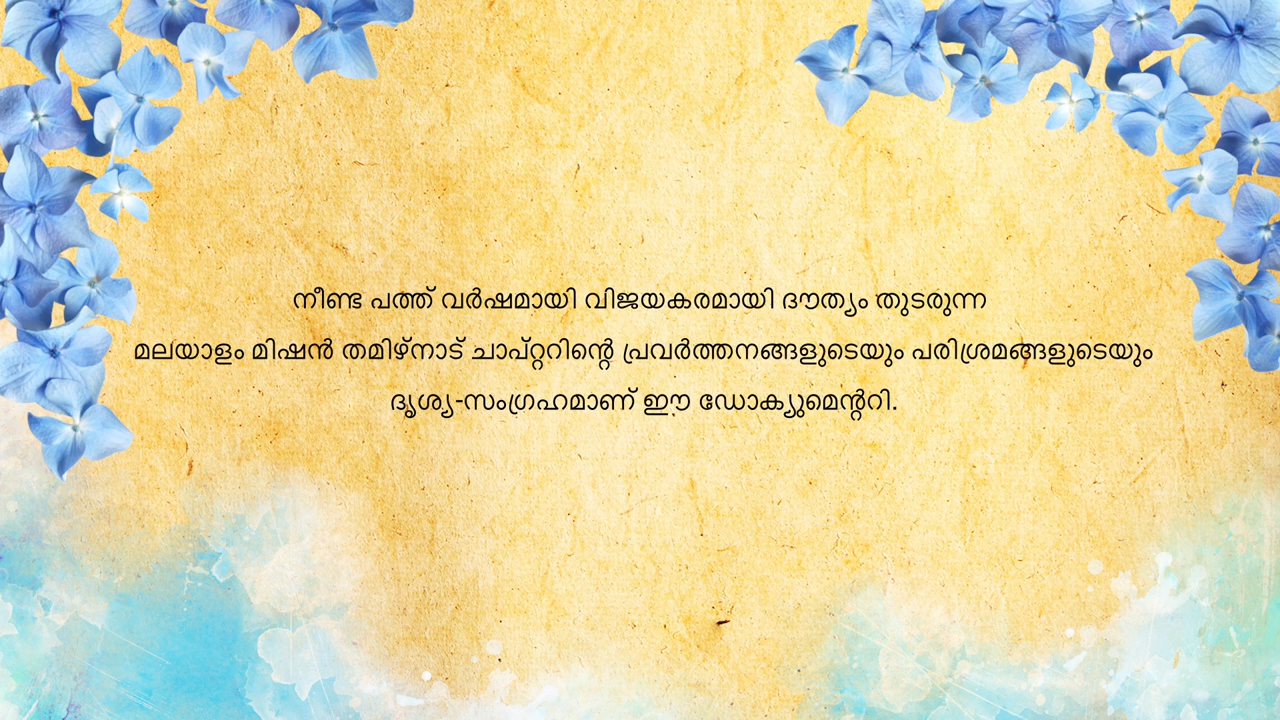 നീണ്ട പത്ത് വർഷമായി വിജയകരമായി ദൗത്യം തുടരുന്ന
മലയാളം മിഷൻ തമിഴ്നാട് ചാപ്റ്ററിന്റെ പ്രവർത്തനങ്ങളുടെയും പരിശ്രമങ്ങളുടെയും
ദൃശ്യ-സംഗ്രഹമാണ് ഈ ഡോക്യുമെന്ററി.